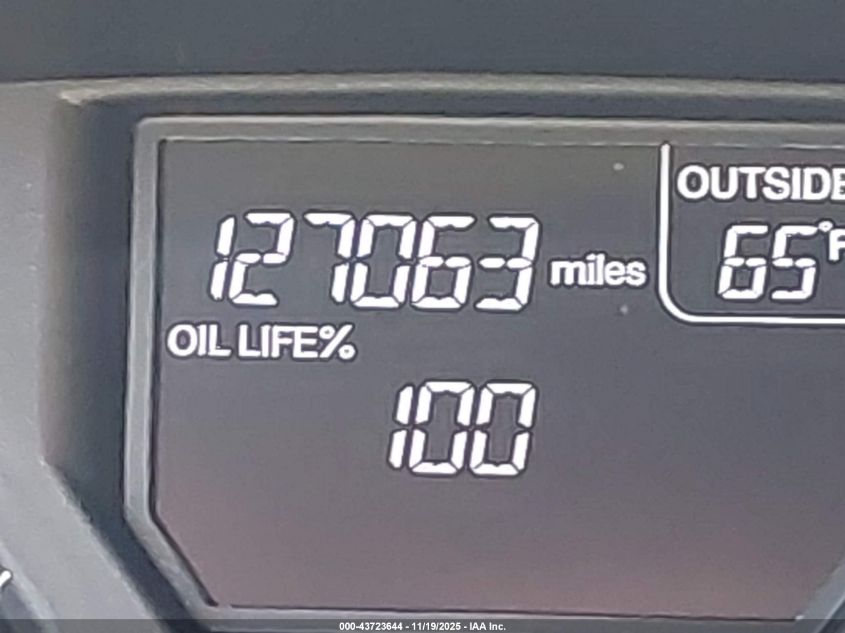 OUTSIDE
127063 miles
65°F
OIL LIFE%
100
000-43723644 - 11/19/2025 - IAA Inc.